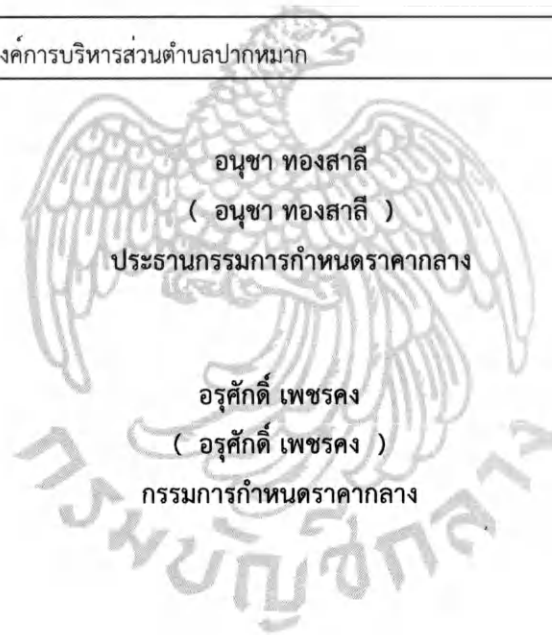 งค์การบริหารส่วนตำบลปากหมาก
อนุชา ทองสาลี
( อนุชา ทองสาลี )
ประธานกรรมการกำหนดราคากลาง
อรุศักดิ์ เพชรคง
( อรุศักดิ์ เพชรคง )
กรรมการกำหนดราคากลาง
กรมบัญชีกลาง